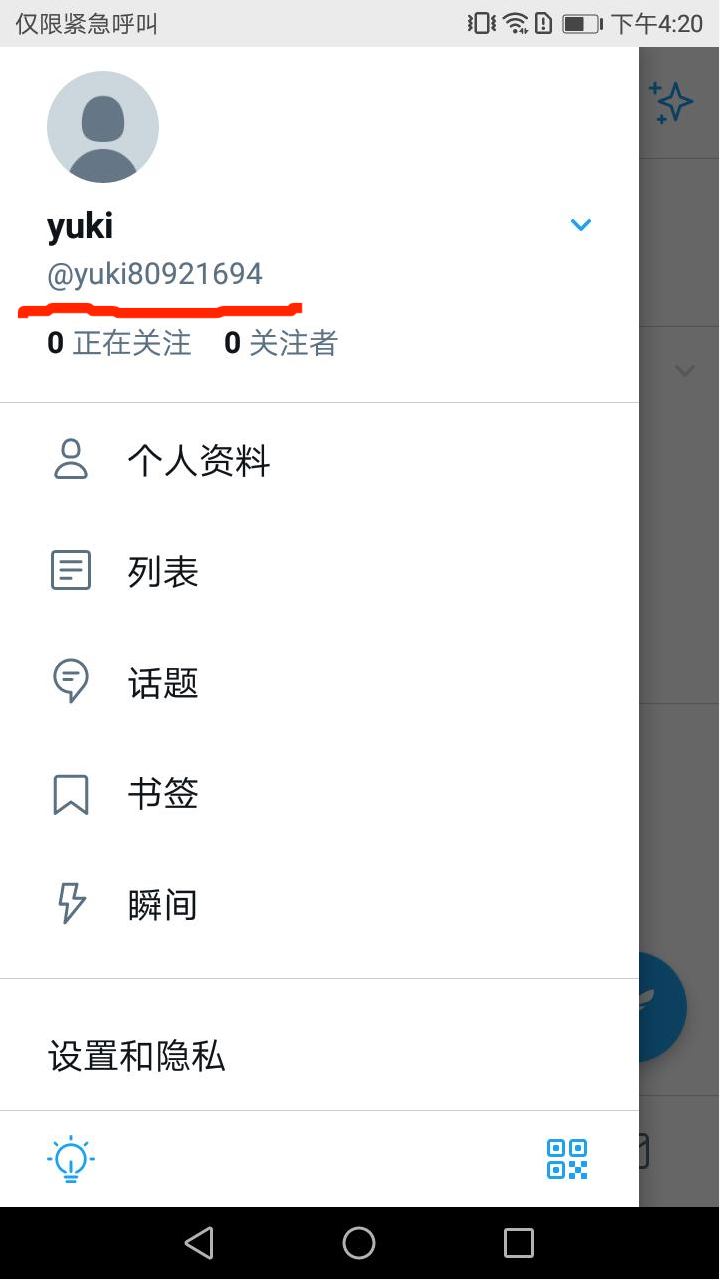 仅限紧急呼叫 下午4:20
yuki
@yuki80921694
0 正在关注 0 关注者
个人资料
列表
话题
书签
瞬间
设置和隐私